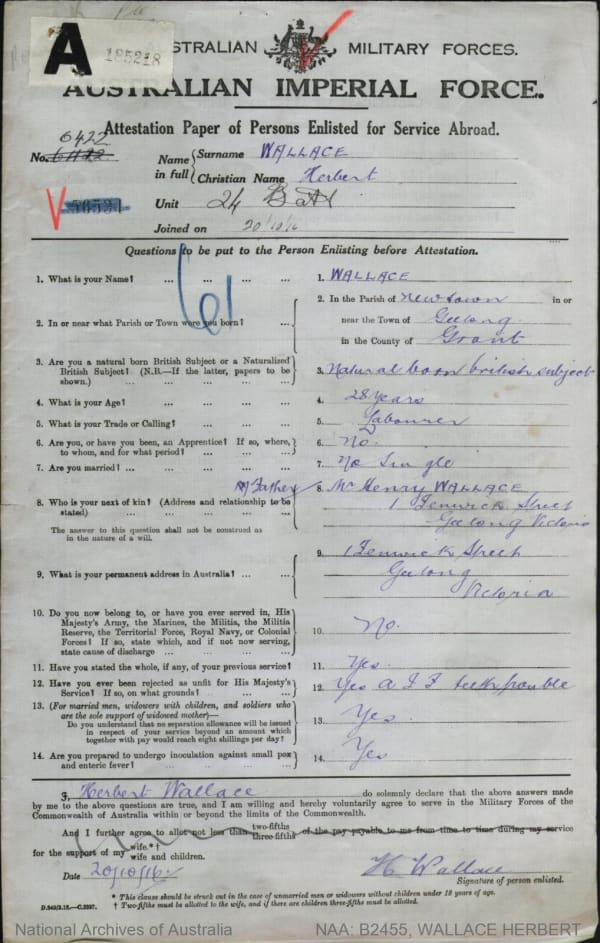 A
185218
AUSTRALIAN MILITARY FORCES.
AUSTRALIAN IMPERIAL FORCE.
Attestation Paper of Persons Enlisted for Service Abroad.
6422
No.
Name in full { Surname WALLACE
Christian Name Herbert
Unit 24 Batt
Joined on 20/10/16
Questions to be put to the Person Enlisting before Attestation.
61
1. What is your Name? ... ... ... ... 1. WALLACE
2. In or near what Parish or Town were you born? ... 2. In the Parish of Newtown in or
near the Town of Geelong
in the County of Grant
3. Are you a natural born British Subject or a Naturalized
British Subject? (N.B.—If the latter, papers to be
shown.) ... ... ... ... ... 3. Natural born british subject
4. What is your Age? ... ... ... ... 4. 28 years
5. What is your Trade or Calling? ... ... ... 5. Labourer
6. Are you, or have you been, an Apprentice? If so, where,
to whom, and for what period? ... ... ... 6. No.
7. Are you married? ... ... ... ... ... 7. No Single
Father
8. Who is your next of kin? (Address and relationship to be
stated) ... ... ... ... ... 8. Mr Henry WALLACE
1 Fenwick Street
Geelong Victoria
The answer to this question shall not be construed as
in the nature of a will.
9. What is your permanent address in Australia? ... ... 9. 1 Fenwick Street
Geelong
Victoria
10. Do you now belong to, or have you ever served in, His
Majesty's Army, the Marines, the Militia, the Militia
Reserve, the Territorial Force, Royal Navy, or Colonial
Forces? If so, state which, and if not now serving,
state cause of discharge ... ... ... ... 10. No.
11. Have you stated the whole, if any, of your previous service? 11. Yes.
12. Have you ever been rejected as unfit for His Majesty's
Service? If so, on what grounds? ... ... 12. Yes A I F teeth trouble
13. (For married men, widowers with children, and soldiers who
are the sole support of widowed mother)—
Do you understand that no separation allowance will be issued
in respect of your service beyond an amount which
together with pay would reach eight shillings per day? 13. Yes.
14. Are you prepared to undergo inoculation against small pox
and enteric fever? ... ... ... ... 14. Yes
I, Herbert Wallace do solemnly declare that the above answers made
by me to the above questions are true, and I am willing and hereby voluntarily agree to serve in the Military Forces of the
Commonwealth of Australia within or beyond the limits of the Commonwealth.
And I further agree to allot not less than two-fifths three-fifths of the pay payable to me from time to time during my service
for the support of my wife.*†
wife and children.
Date 20/10/16. H. Wallace
Signature of person enlisted.
* This clause should be struck out in the case of unmarried men or widowers without children under 18 years of age.
D.543/3.16.—C.3397. † Two-fifths must be allotted to the wife, and if there are children three-fifths must be allotted.
National Archives of Australia NAA: B2455, WALLACE HERBERT